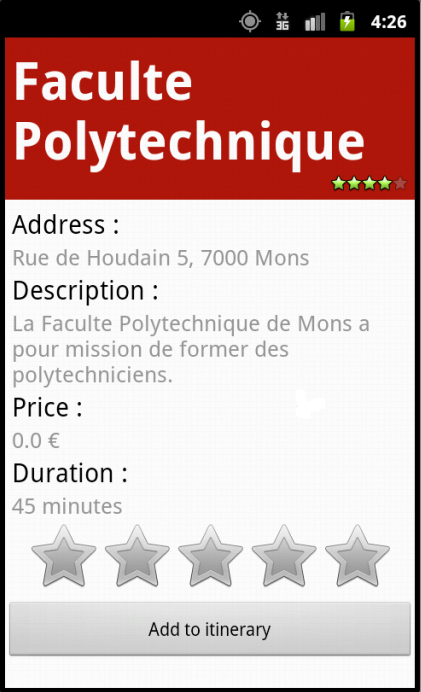 3G
4:26
Faculte
Polytechnique
Address :
Rue de Houdain 5, 7000 Mons
Description :
La Faculte Polytechnique de Mons a
pour mission de former des
polytechniciens.
Price :
0.0 €
Duration :
45 minutes
Add to itinerary